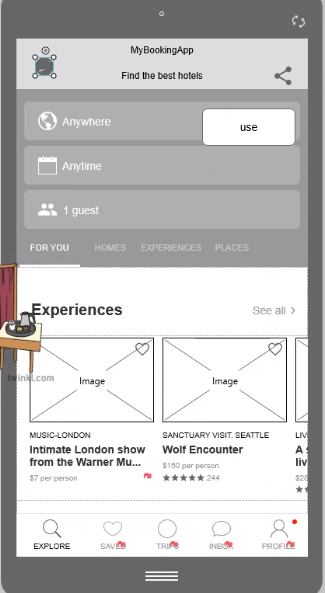 MyBookingApp
Find the best hotels
Anywhere
use
Anytime
1 guest
FOR YOU HOMES EXPERIENCES PLACES
Experiences See all
twinkl.com
Image Image
MUSIC-LONDON SANCTUARY VISIT. SEATTLE LIV
Intimate London show Wolf Encounter A s
from the Warner Mu... $150 per person live
$7 per person 244 $28
EXPLORE SAVED TRIPS INBOX PROFILE